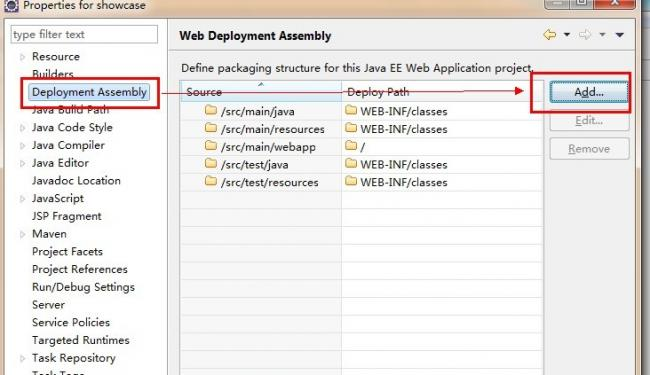 Properties for showcase
type filter text
Web Deployment Assembly
Resource
Builders
Deployment Assembly
Java Build Path
Java Code Style
Java Compiler
Java Editor
Javadoc Location
JavaScript
JSP Fragment
Maven
Project Facets
Project References
Run/Debug Settings
Server
Service Policies
Targeted Runtimes
Task Repository
Task Tags
Define packaging structure for this Java EE Web Application project.
Source Deploy Path
/src/main/java WEB-INF/classes
/src/main/resources WEB-INF/classes
/src/main/webapp /
/src/test/java WEB-INF/classes
/src/test/resources WEB-INF/classes
Add...
Edit...
Remove